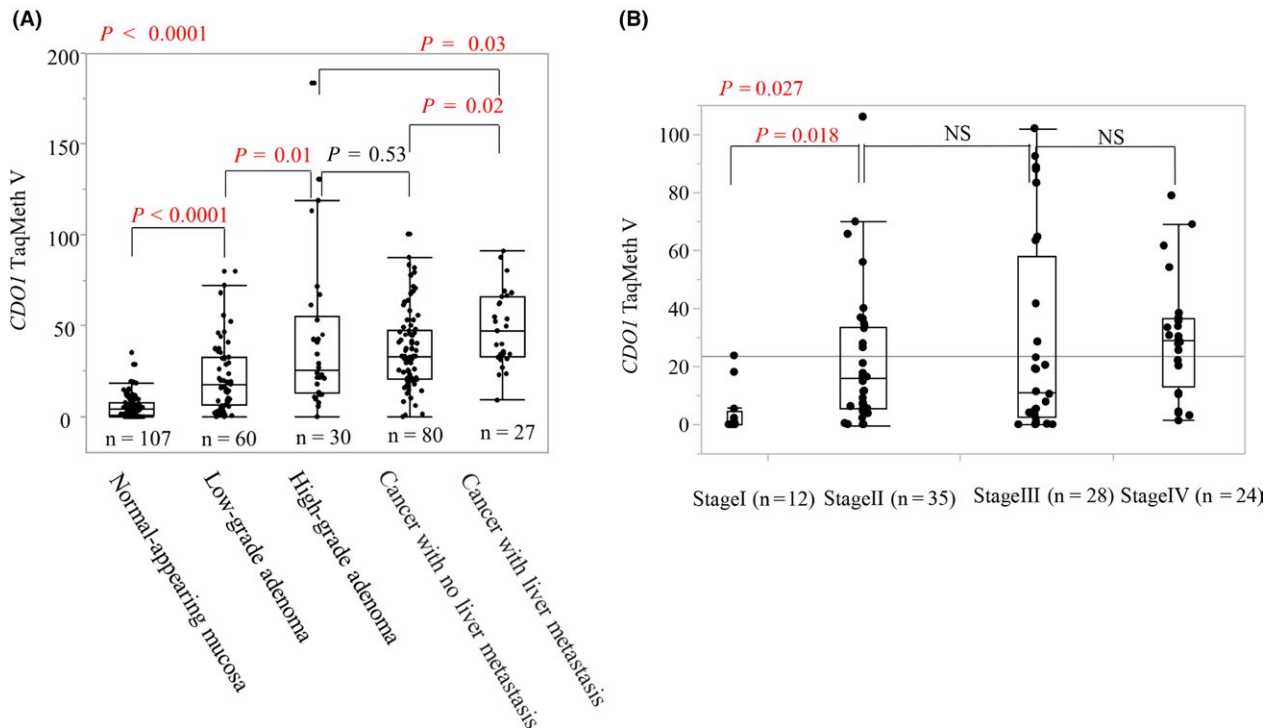 (A)
P < 0.0001
P = 0.03
P = 0.02
P = 0.01
P = 0.53
P < 0.0001
200
150
100
50
0
CDO1 TaqMeth V
n = 107
n = 60
n = 30
n = 80
n = 27
Normal-appearing mucosa
Low-grade adenoma
High-grade adenoma
Cancer with no liver metastasis
Cancer with liver metastasis
(B)
P = 0.027
P = 0.018
NS
NS
100
80
60
40
20
0
CDO1 TaqMeth V
StageI (n = 12)
StageII (n = 35)
StageIII (n = 28)
StageIV (n = 24)